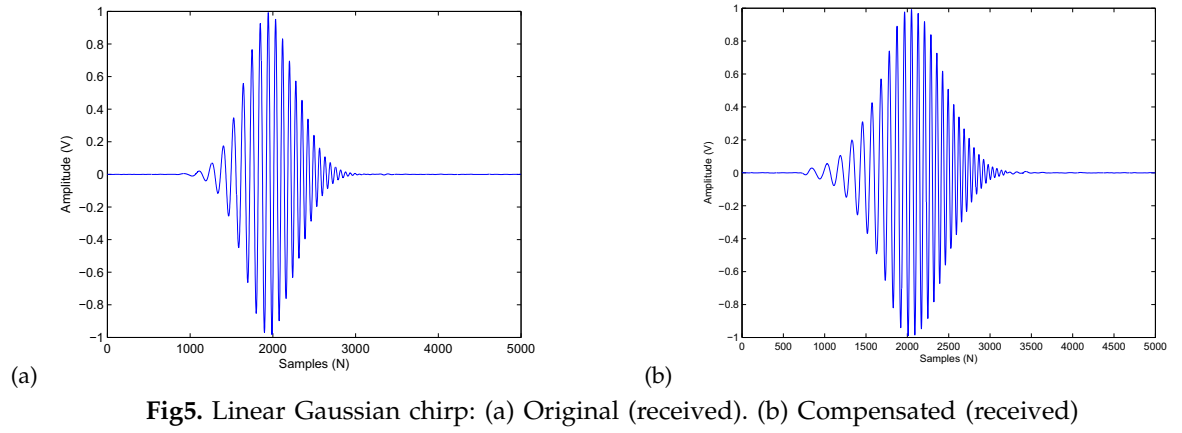 1
0.8
0.6
0.4
0.2
0
−0.2
−0.4
−0.6
−0.8
−1
Amplitude (V)
0 1000 2000 3000 4000 5000
Samples (N)
(a)
1
0.8
0.6
0.4
0.2
0
−0.2
−0.4
−0.6
−0.8
−1
Amplitude (V)
0 500 1000 1500 2000 2500 3000 3500 4000 4500 5000
Samples (N)
(b)
Fig5. Linear Gaussian chirp: (a) Original (received). (b) Compensated (received)